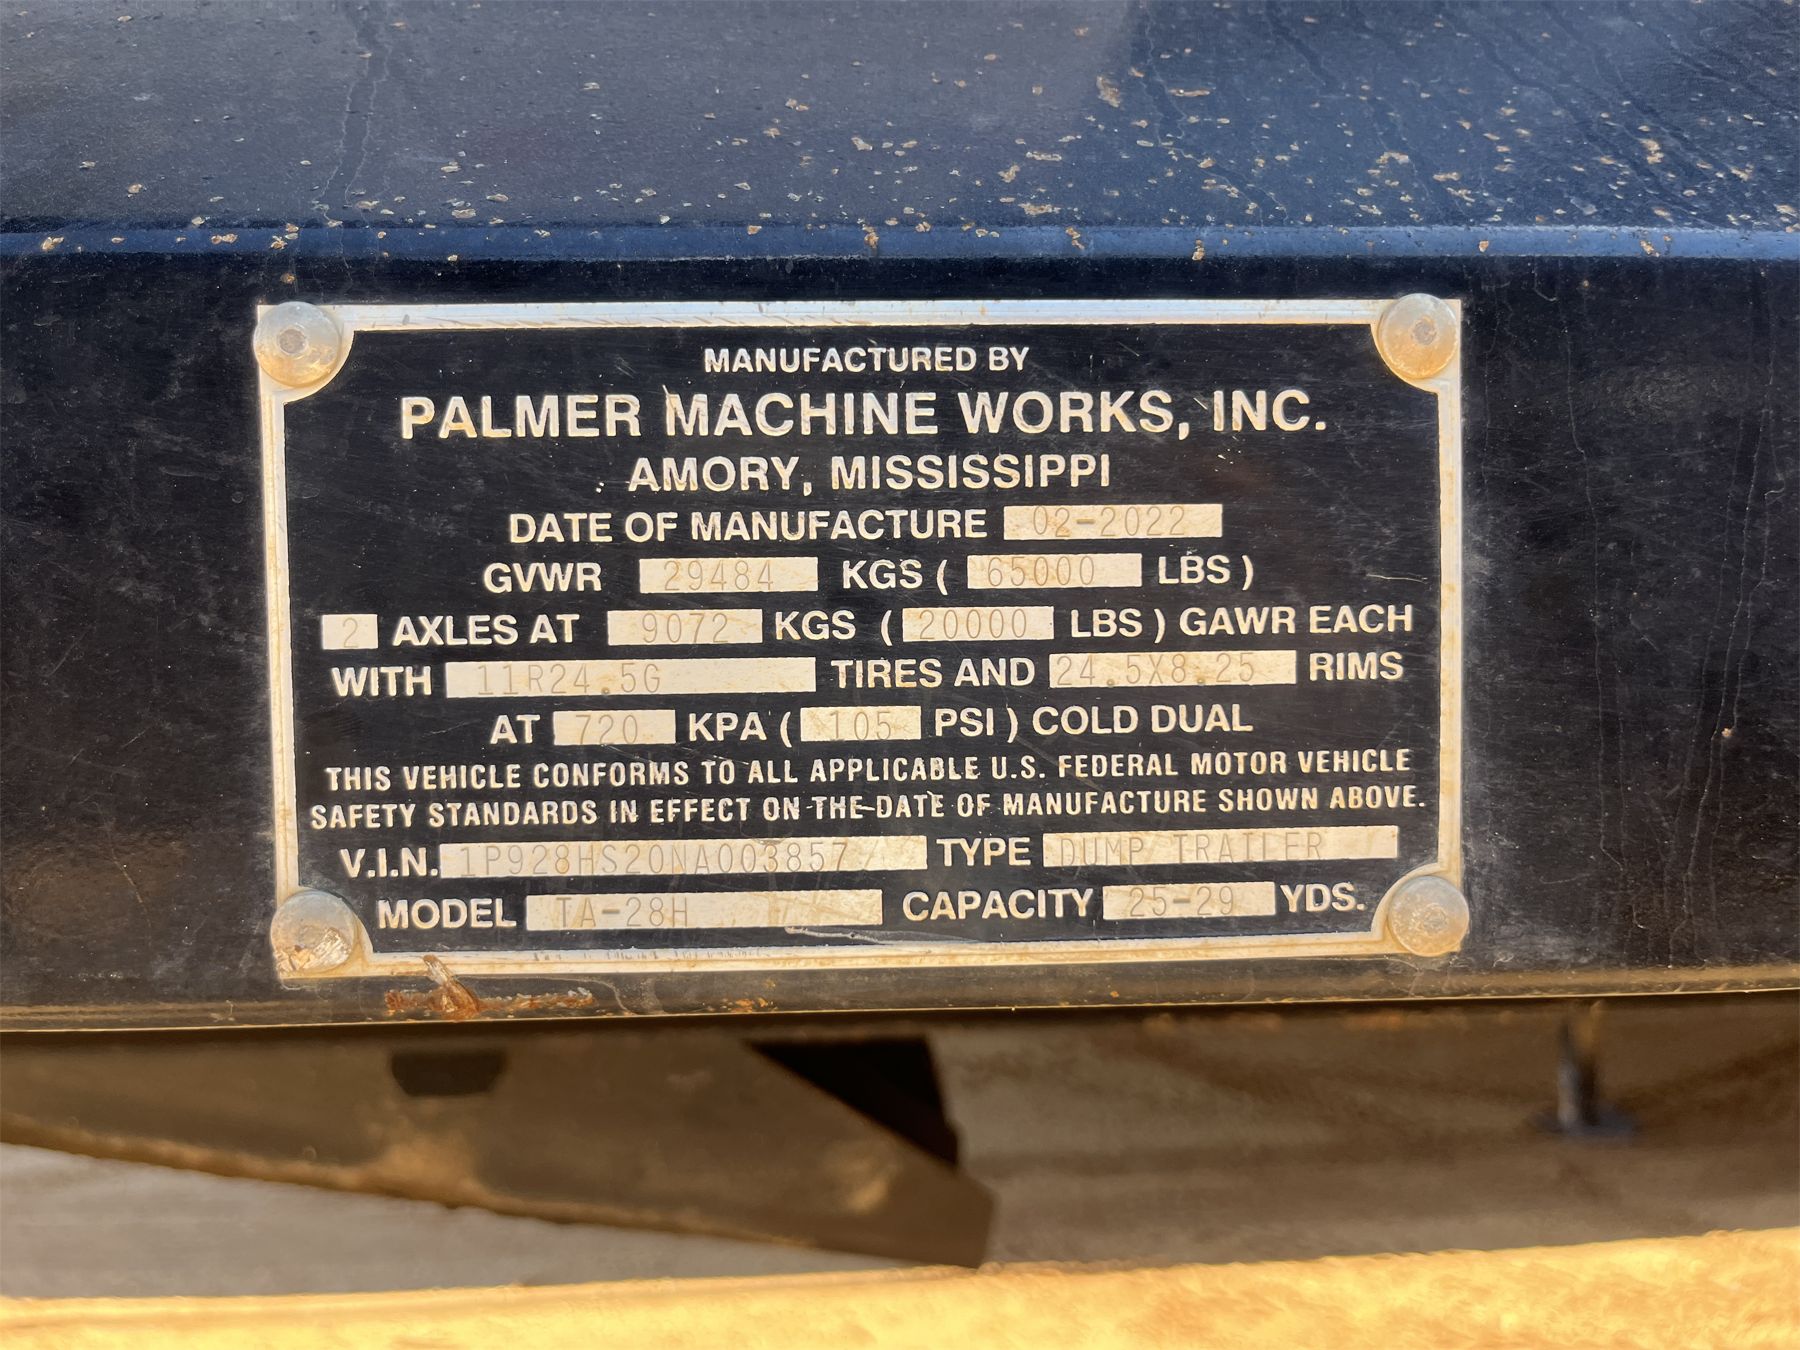 MANUFACTURED BY
PALMER MACHINE WORKS, INC.
AMORY, MISSISSIPPI
DATE OF MANUFACTURE 02-2022
GVWR 29484 KGS ( 65000 LBS )
2 AXLES AT 9072 KGS ( 20000 LBS ) GAWR EACH
WITH 11R24.5G TIRES AND 24.5X8.25 RIMS
AT 720 KPA ( 105 PSI ) COLD DUAL
THIS VEHICLE CONFORMS TO ALL APPLICABLE U.S. FEDERAL MOTOR VEHICLE
SAFETY STANDARDS IN EFFECT ON THE DATE OF MANUFACTURE SHOWN ABOVE.
V.I.N. 1P928HS20NA003857 TYPE DUMP TRAILER
MODEL TA-28H CAPACITY 25-29 YDS.